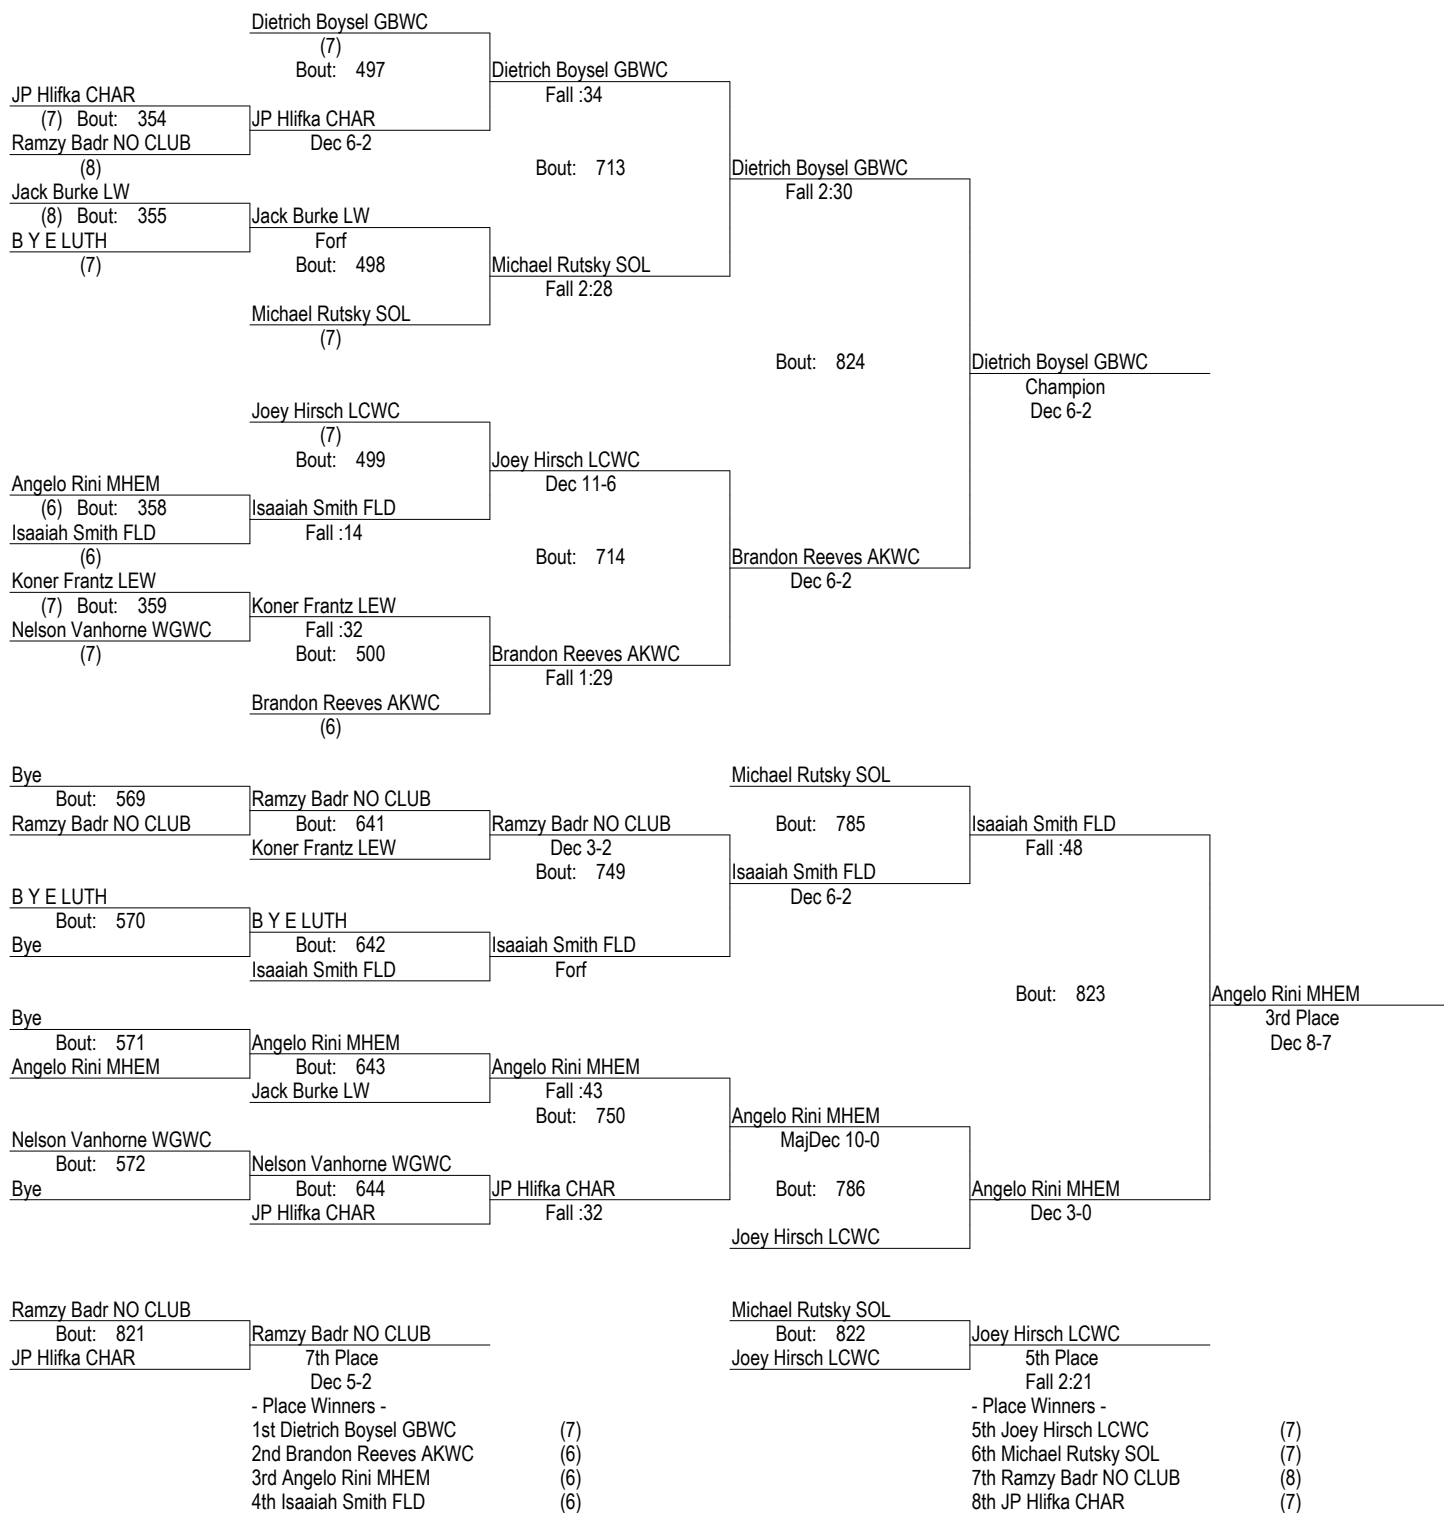 Dietrich Boysel GBWC
(7)
Bout: 497
Dietrich Boysel GBWC
Fall :34
JP Hlifka CHAR
(7) Bout: 354
JP Hlifka CHAR
Dec 6-2
Ramzy Badr NO CLUB
(8)
Bout: 713
Dietrich Boysel GBWC
Fall 2:30
Jack Burke LW
(8) Bout: 355
Jack Burke LW
Forf
B Y E LUTH
(7)
Bout: 498
Michael Rutsky SOL
Fall 2:28
Michael Rutsky SOL
(7)
Bout: 824
Dietrich Boysel GBWC
Champion
Dec 6-2
Joey Hirsch LCWC
(7)
Bout: 499
Joey Hirsch LCWC
Dec 11-6
Angelo Rini MHEM
(6) Bout: 358
Isaaiah Smith FLD
Fall :14
Isaaiah Smith FLD
(6)
Bout: 714
Brandon Reeves AKWC
Dec 6-2
Koner Frantz LEW
(7) Bout: 359
Koner Frantz LEW
Fall :32
Nelson Vanhorne WGWC
(7)
Bout: 500
Brandon Reeves AKWC
Fall 1:29
Brandon Reeves AKWC
(6)
Bye
Bout: 569
Ramzy Badr NO CLUB
Ramzy Badr NO CLUB
Bout: 641
Koner Frantz LEW
Ramzy Badr NO CLUB
Dec 3-2
Bout: 749
Michael Rutsky SOL
Bout: 785
Isaaiah Smith FLD
Dec 6-2
Isaaiah Smith FLD
Fall :48
B Y E LUTH
Bout: 570
Bye
B Y E LUTH
Bout: 642
Isaaiah Smith FLD
Isaaiah Smith FLD
Forf
Bout: 823
Angelo Rini MHEM
3rd Place
Dec 8-7
Bye
Bout: 571
Angelo Rini MHEM
Angelo Rini MHEM
Bout: 643
Jack Burke LW
Angelo Rini MHEM
Fall :43
Bout: 750
Angelo Rini MHEM
MajDec 10-0
Nelson Vanhorne WGWC
Bout: 572
Bye
Nelson Vanhorne WGWC
Bout: 644
JP Hlifka CHAR
JP Hlifka CHAR
Fall :32
Bout: 786
Joey Hirsch LCWC
Angelo Rini MHEM
Dec 3-0
Ramzy Badr NO CLUB
Bout: 821
JP Hlifka CHAR
Ramzy Badr NO CLUB
7th Place
Dec 5-2
Michael Rutsky SOL
Bout: 822
Joey Hirsch LCWC
Joey Hirsch LCWC
5th Place
Fall 2:21
- Place Winners -
1st Dietrich Boysel GBWC (7)
2nd Brandon Reeves AKWC (6)
3rd Angelo Rini MHEM (6)
4th Isaaiah Smith FLD (6)
- Place Winners -
5th Joey Hirsch LCWC (7)
6th Michael Rutsky SOL (7)
7th Ramzy Badr NO CLUB (8)
8th JP Hlifka CHAR (7)